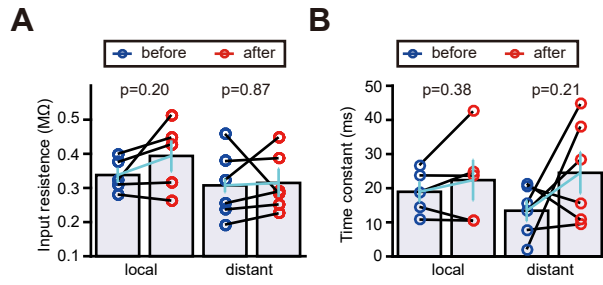 A
before after
p=0.20 p=0.87
Input resistence (MΩ)
0.5
0.4
0.3
0.2
0.1
local distant
B
before after
p=0.38 p=0.21
Time constant (ms)
50
40
30
20
10
0
local distant